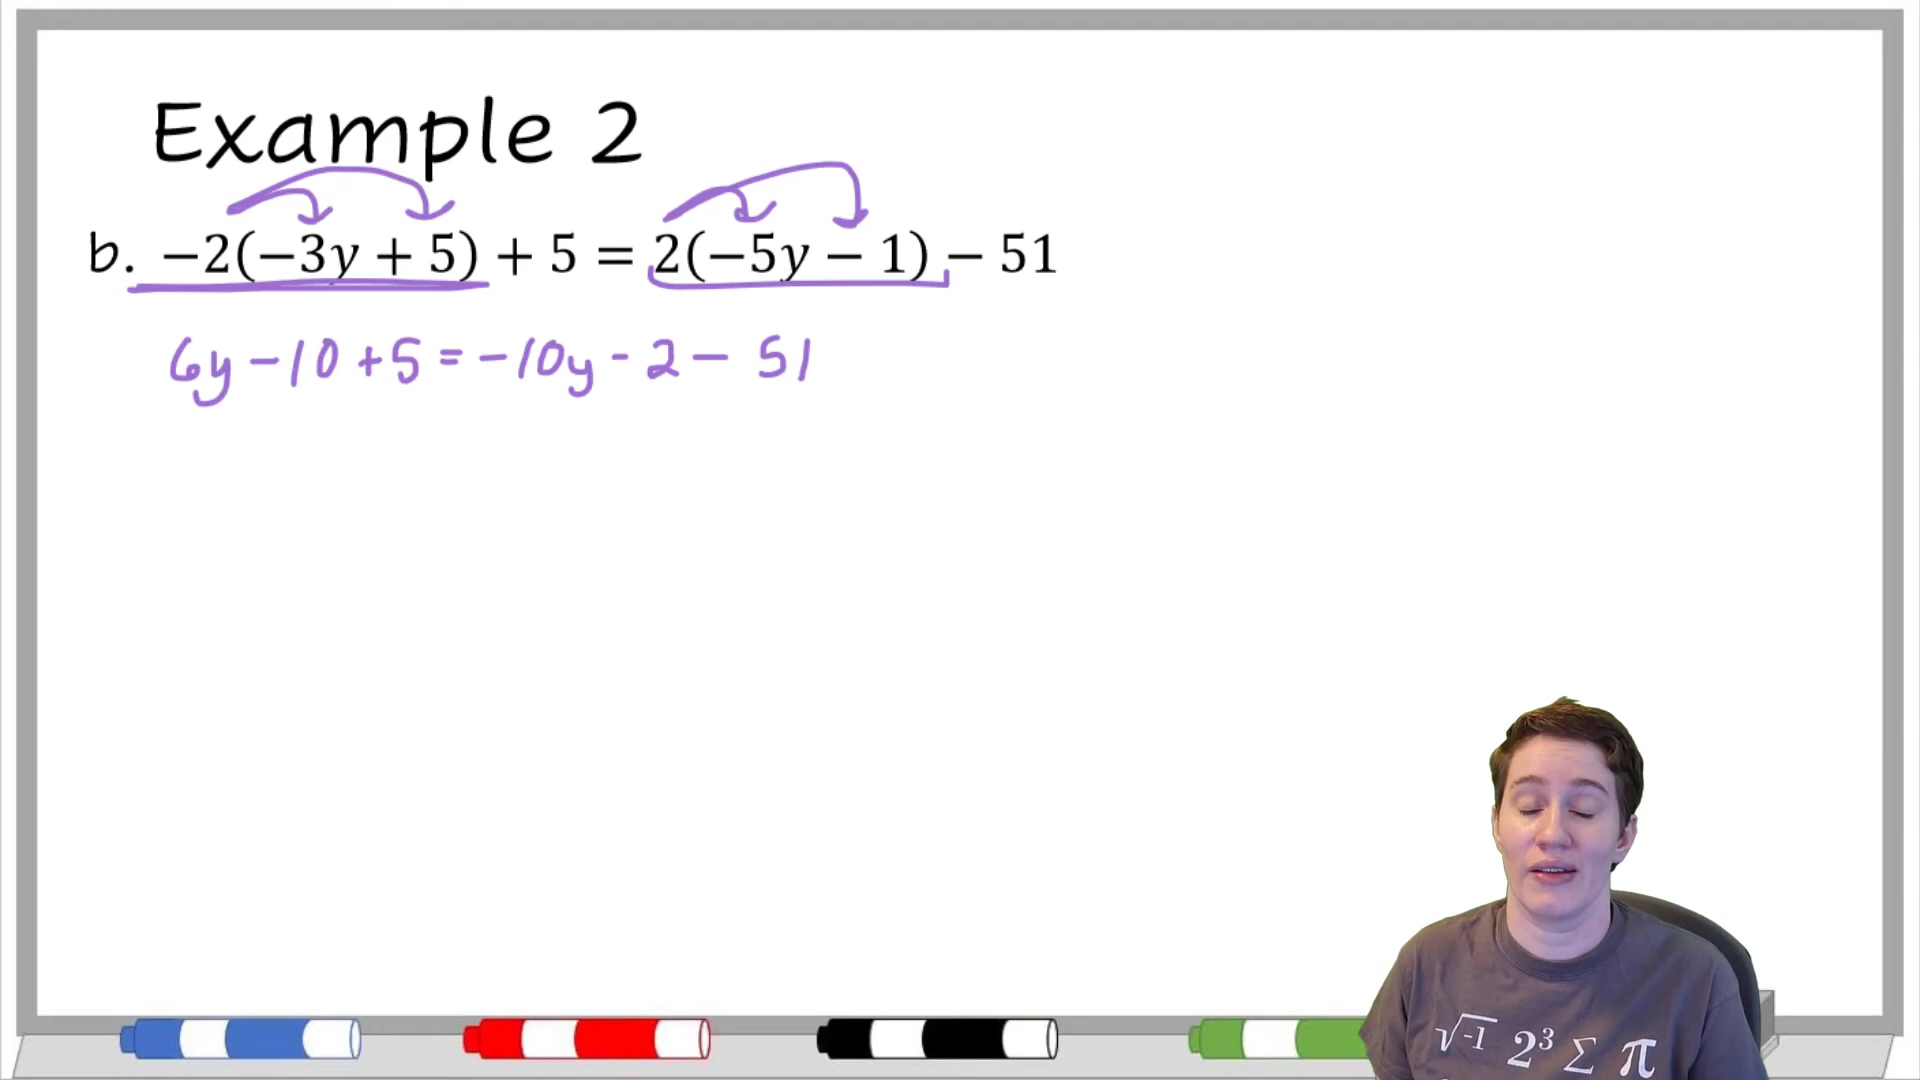 Example 2
b. −2(−3y + 5) + 5 = 2(−5y − 1) − 51
6y − 10 + 5 = −10y − 2 − 51
√-1 2³ Σ π